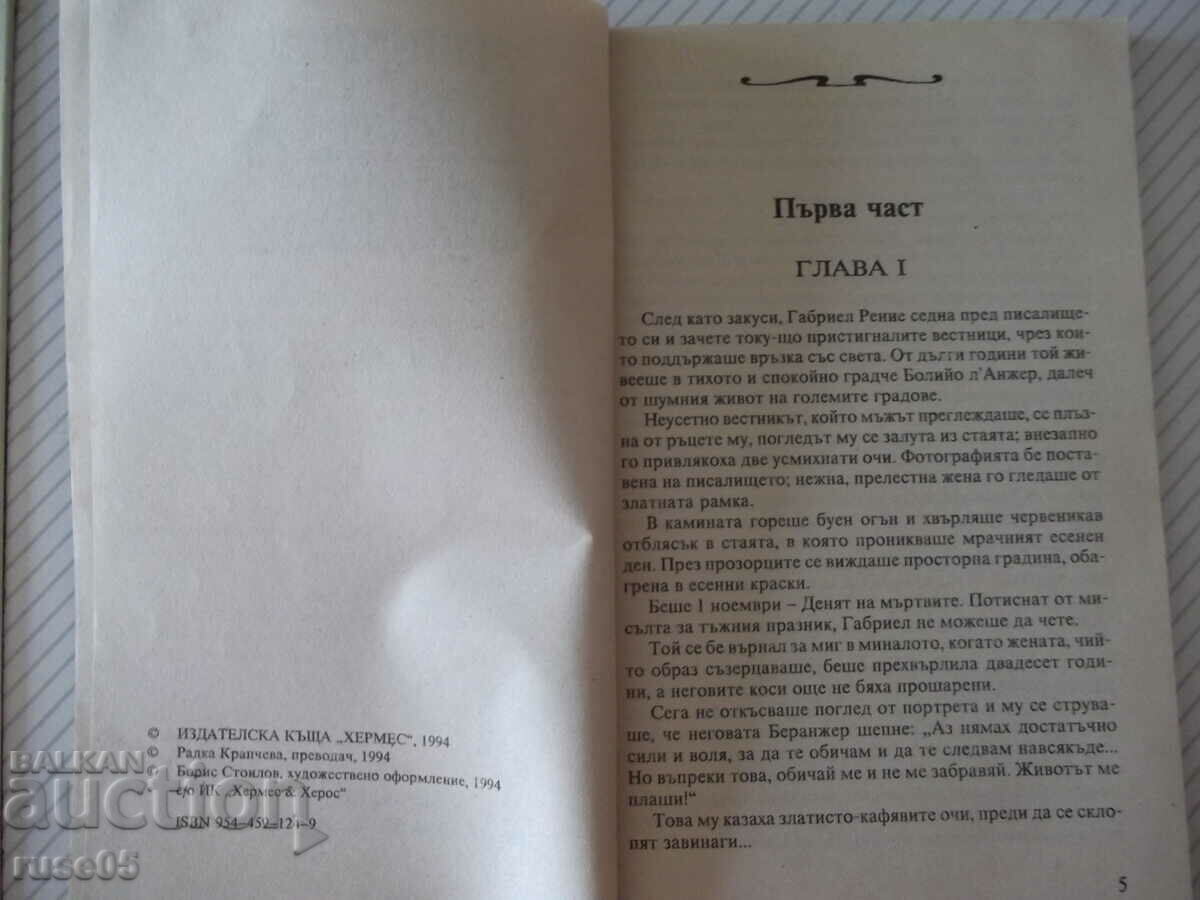 © ИЗДАТЕЛСКА КЪЩА „ХЕРМЕС“, 1994
© Радка Крапчева, преводач, 1994
© Борис Стоилов, художествено оформление, 1994
с/о ИК „Хермес & Херос“
ISBN 954–459–12 –9
Първа част
ГЛАВА I
След като закуси, Габриел Рение седна пред писалище-
то си и зачете току-що пристигналите вестници, чрез кои-
то поддържаше връзка със света. От дълги години той жи-
вееше в тихото и спокойно градче Болийо л’Анжер, далеч
от шумния живот на големите градове.
Неусетно вестникът, който мъжът преглеждаше, се плъз-
на от ръцете му, погледът му се залута из стаята; внезапно
го привлякоха две усмихнати очи. Фотографията бе поста-
вена на писалището; нежна, прелестна жена го гледаше от
златната рамка.
В камината гореше буен огън и хвърляше червеникав
отблясък в стаята, в която проникваше мрачният есенен
ден. През прозорците се виждаше просторна градина, оба-
грена в есенни краски.
Беше 1 ноември – Денят на мъртвите. Потиснат от ми-
сълта за тъжния празник, Габриел не можеше да чете.
Той се бе върнал за миг в миналото, когато жената, чий-
то образ съзерцаваше, беше прехвърлила двадесет годи-
ни, а неговите коси още не бяха прошарени.
Сега не откъсваше поглед от портрета и му се струва-
ше, че неговата Беранжер шепне: „Аз нямах достатъчно
сили и воля, за да те обичам и да те следвам навсякъде...
Но въпреки това, обичай ме и не ме забравяй. Животът ме
плаши!“
Това му казаха златисто-кафявите очи, преди да се скло-
пят завинаги...
5
BALKAN
auction
ruse05